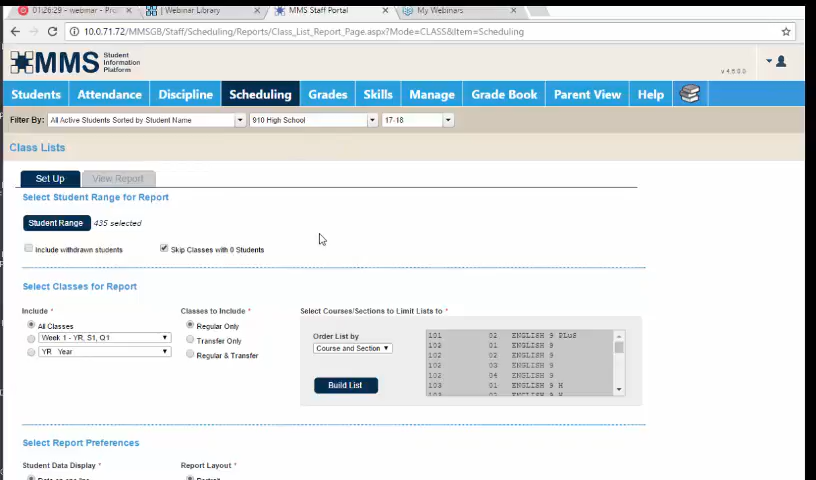 01:26:29 - webinar - Pro
Webinar Library
MMS Staff Portal
My Webinars
10.0.71.72/MMSGB/Staff/Scheduling/Reports/Class_List_Report_Page.aspx?Mode=CLASS&Item=Scheduling
MMS Student Information Platform
v 4.5.0.0
Students Attendance Discipline Scheduling Grades Skills Manage Grade Book Parent View Help
Filter By: All Active Students Sorted by Student Name 910 High School 17-18
Class Lists
Set Up View Report
Select Student Range for Report
Student Range 435 selected
Include withdrawn students Skip Classes with 0 Students
Select Classes for Report
Include * Classes to Include * Select Courses/Sections to Limit Lists to *
All Classes Regular Only
Week 1 - YR, S1, Q1 Transfer Only
YR Year Regular & Transfer
Order List by
Course and Section
Build List
101 02 ENGLISH 9 PLuS
102 01 ENGLISH 9
102 02 ENGLISH 9
102 03 ENGLISH 9
102 04 ENGLISH 9
103 01 ENGLISH 9 H
Select Report Preferences
Student Data Display * Report Layout *
Portrait